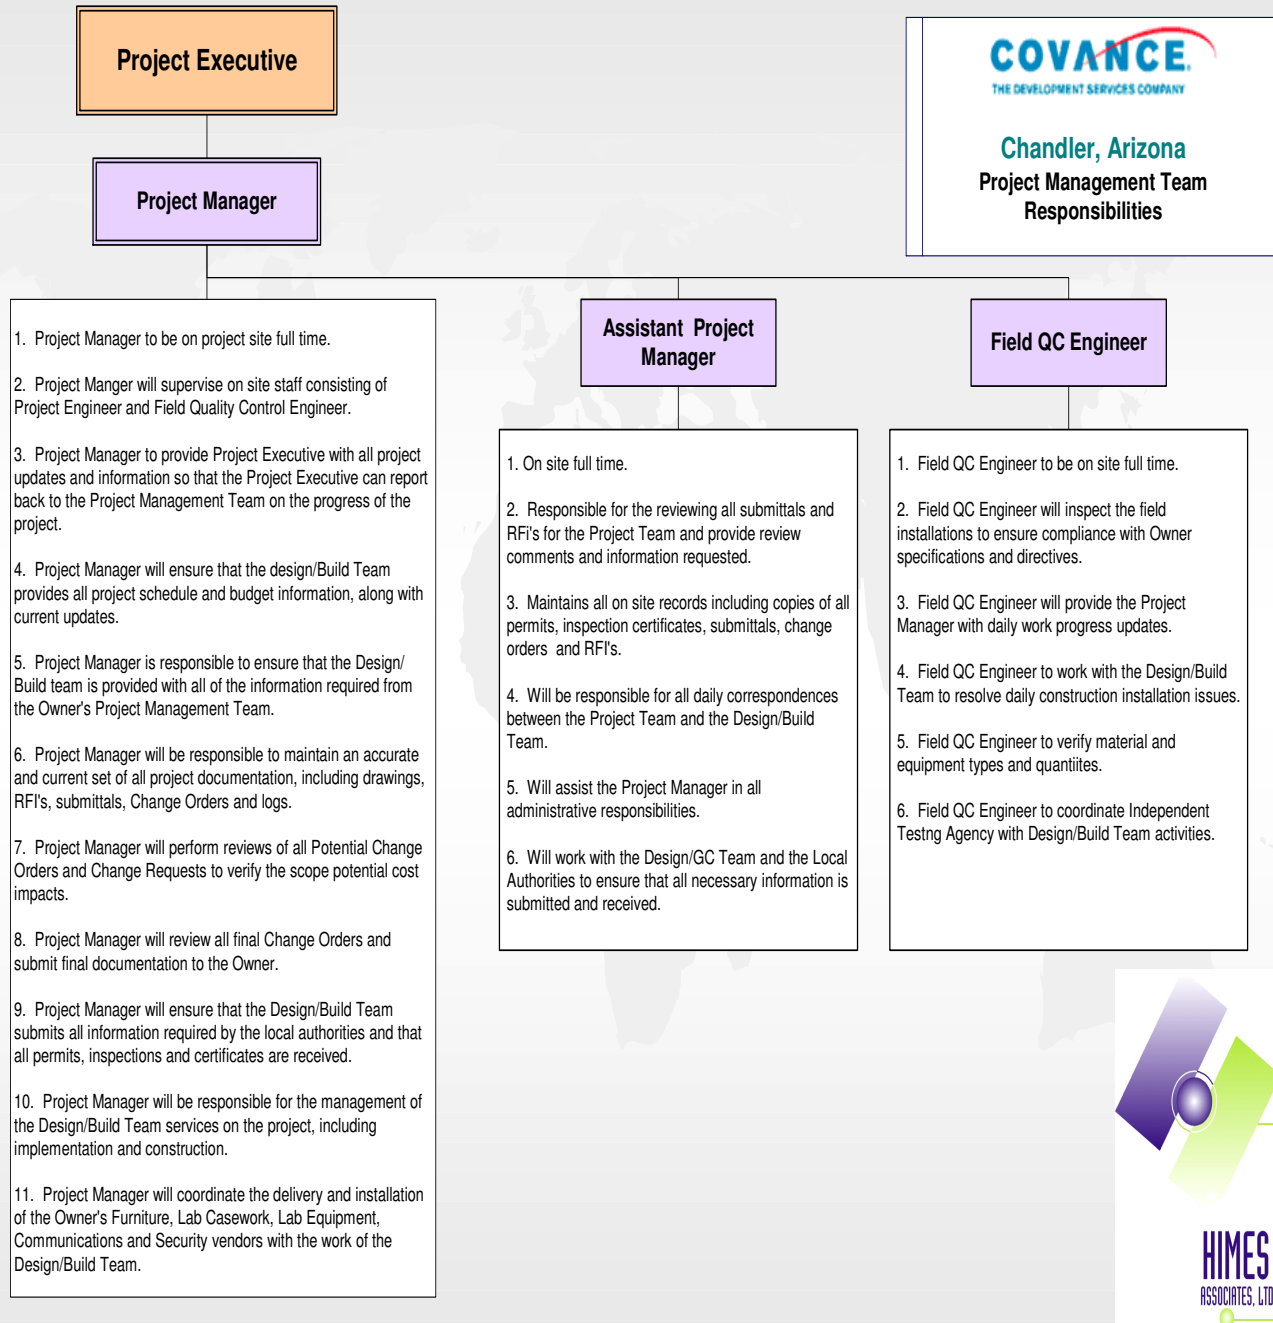 Project Executive
COVANCE.
THE DEVELOPMENT SERVICES COMPANY
Chandler, Arizona
Project Management Team
Responsibilities
Project Manager
1.  Project Manager to be on project site full time.
2.  Project Manger will supervise on site staff consisting of
Project Engineer and Field Quality Control Engineer.
3.  Project Manager to provide Project Executive with all project
updates and information so that the Project Executive can report
back to the Project Management Team on the progress of the
project.
4.  Project Manager will ensure that the design/Build Team
provides all project schedule and budget information, along with
current updates.
5.  Project Manager is responsible to ensure that the Design/
Build team is provided with all of the information required from
the Owner's Project Management Team.
6.  Project Manager will be responsible to maintain an accurate
and current set of all project documentation, including drawings,
RFI's, submittals, Change Orders and logs.
7.  Project Manager will perform reviews of all Potential Change
Orders and Change Requests to verify the scope potential cost
impacts.
8.  Project Manager will review all final Change Orders and
submit final documentation to the Owner.
9.  Project Manager will ensure that the Design/Build Team
submits all information required by the local authorities and that
all permits, inspections and certificates are received.
10.  Project Manager will be responsible for the management of
the Design/Build Team services on the project, including
implementation and construction.
11.  Project Manager will coordinate the delivery and installation
of the Owner's Furniture, Lab Casework, Lab Equipment,
Communications and Security vendors with the work of the
Design/Build Team.
Assistant  Project
Manager
1. On site full time.
2.  Responsible for the reviewing all submittals and
RFi's for the Project Team and provide review
comments and information requested.
3.  Maintains all on site records including copies of all
permits, inspection certificates, submittals, change
orders  and RFI's.
4.  Will be responsible for all daily correspondences
between the Project Team and the Design/Build
Team.
5.  Will assist the Project Manager in all
administrative responsibilities.
6.  Will work with the Design/GC Team and the Local
Authorities to ensure that all necessary information is
submitted and received.
Field QC Engineer
1.  Field QC Engineer to be on site full time.
2.  Field QC Engineer will inspect the field
installations to ensure compliance with Owner
specifications and directives.
3.  Field QC Engineer will provide the Project
Manager with daily work progress updates.
4.  Field QC Engineer to work with the Design/Build
Team to resolve daily construction installation issues.
5.  Field QC Engineer to verify material and
equipment types and quantiites.
6.  Field QC Engineer to coordinate Independent
Testng Agency with Design/Build Team activities.
HIMES
ASSOCIATES, LTD